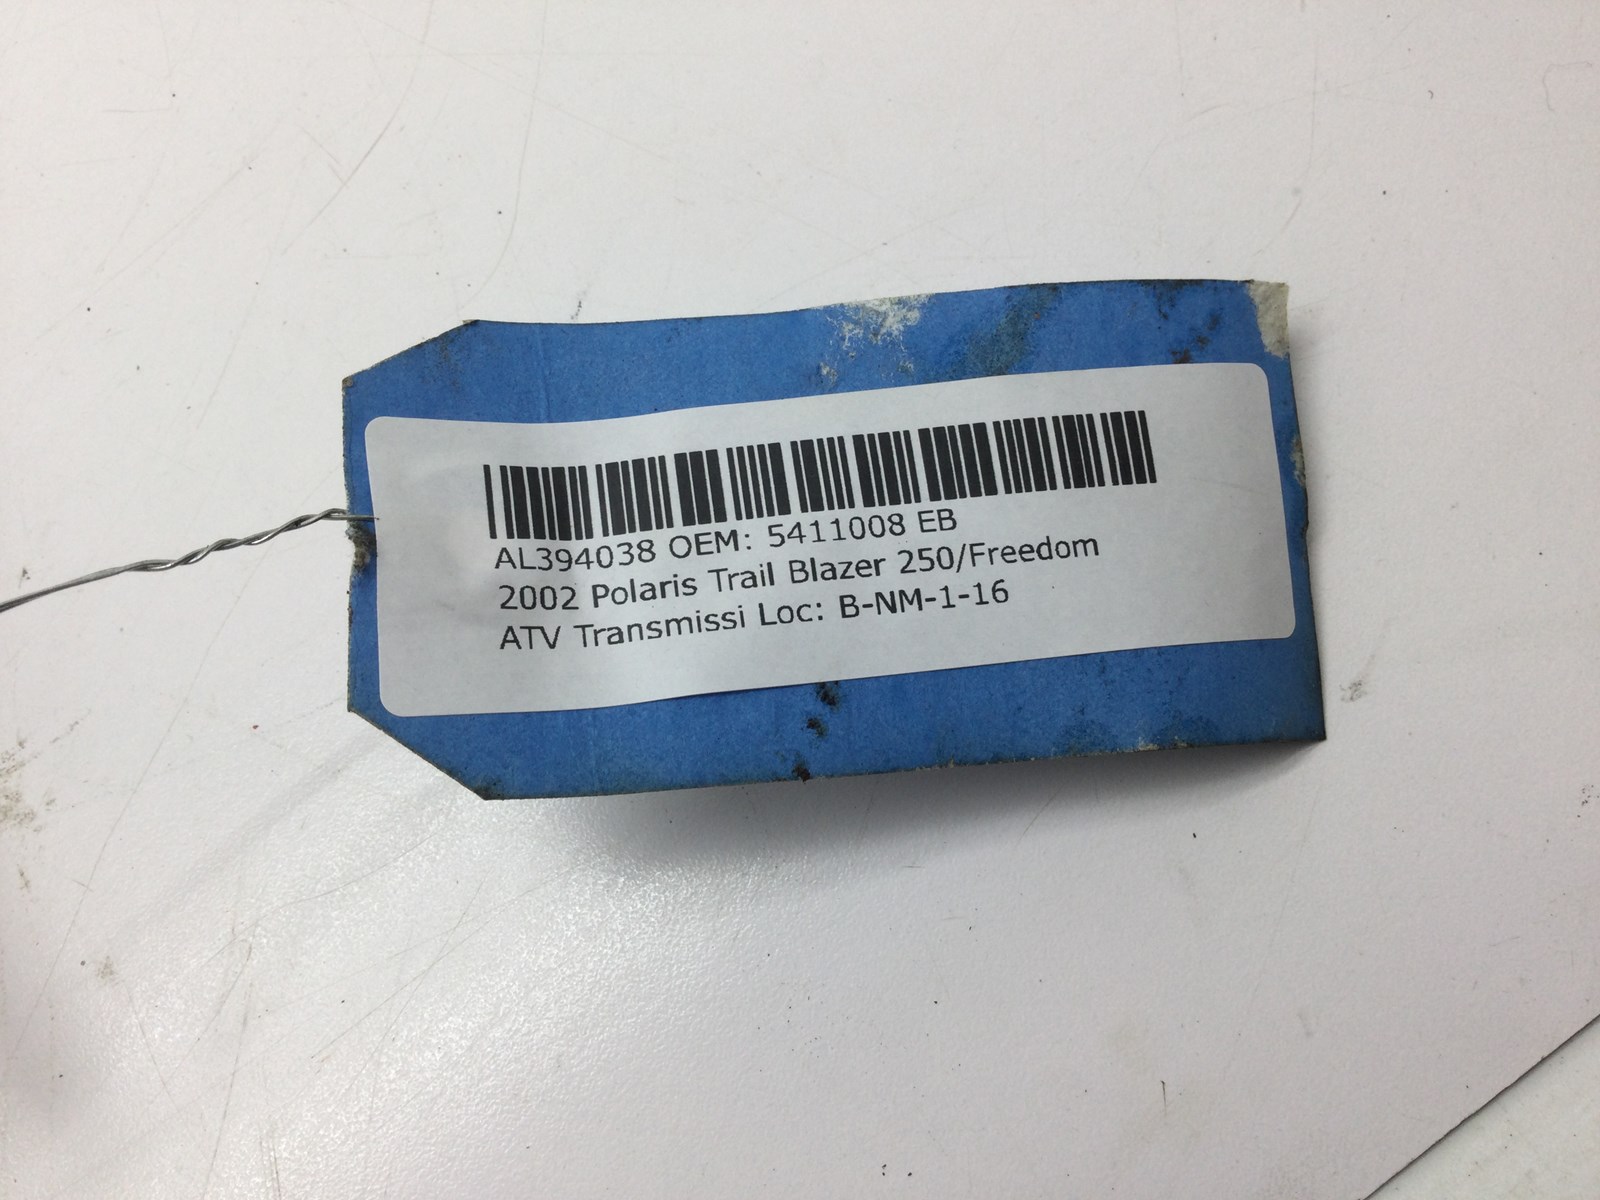 AL394038 OEM: 5411008 EB
2002 Polaris Trail Blazer 250/Freedom
ATV Transmissi Loc: B-NM-1-16